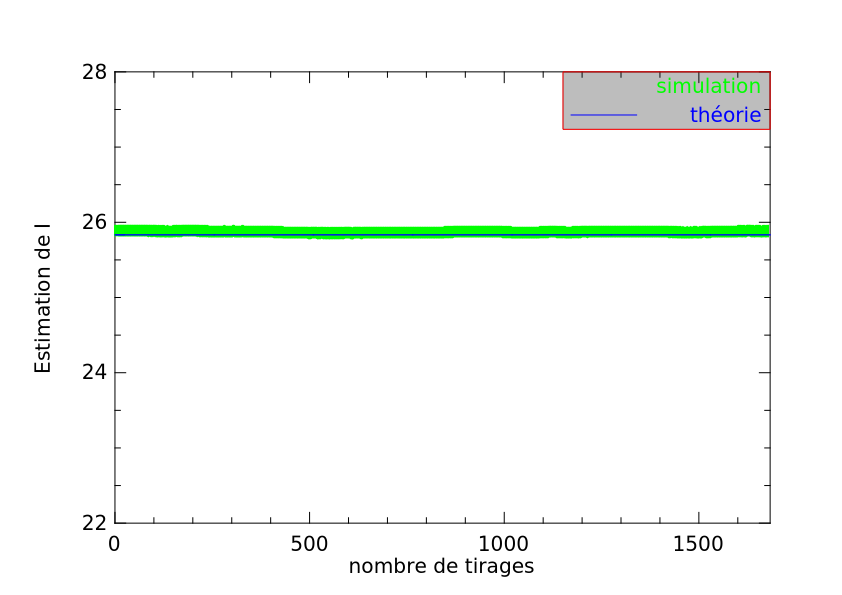 28
simulation
théorie
26
Estimation de I
24
22
0 500 1000 1500
nombre de tirages